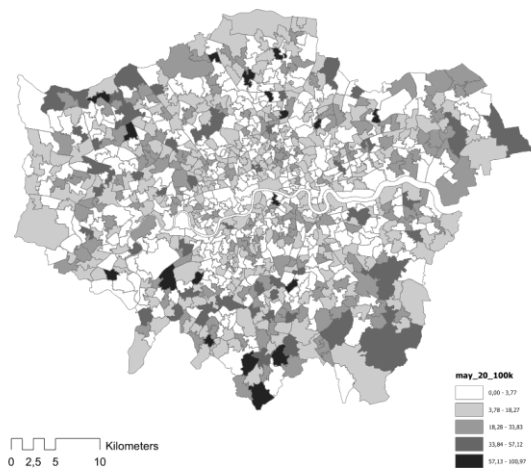 may_20_100k
0,00 - 3,77
3,78 - 18,27
18,28 - 33,83
33,84 - 57,12
57,13 - 100,97
Kilometers
0 2,5 5 10